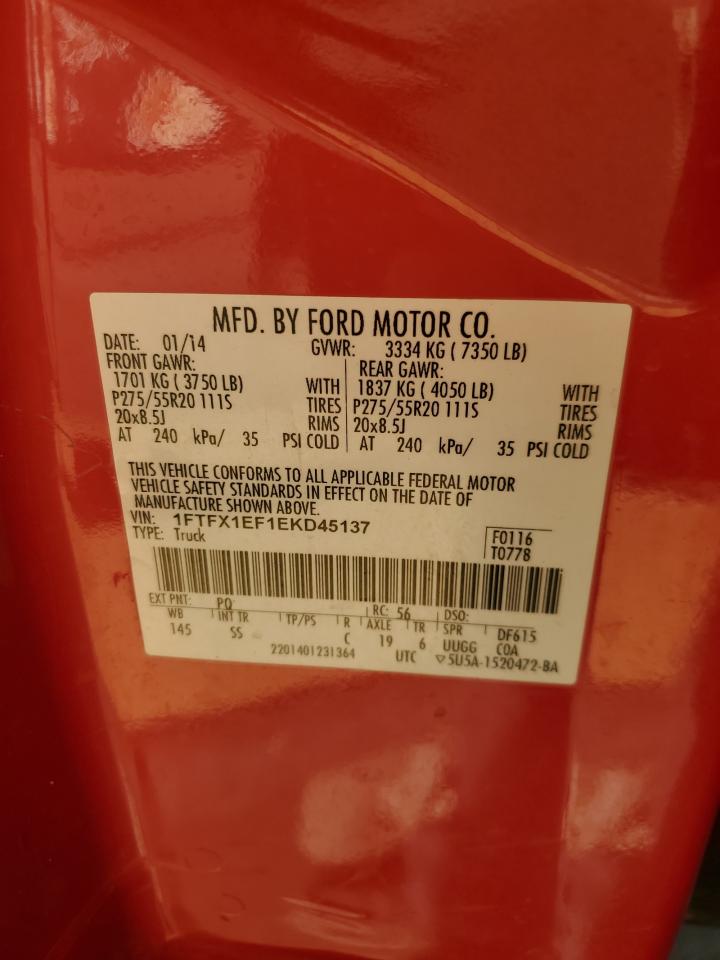 MFD. BY FORD MOTOR CO.
DATE: 01/14 GVWR: 3334 KG ( 7350 LB)
FRONT GAWR: REAR GAWR:
1701 KG ( 3750 LB) WITH 1837 KG ( 4050 LB) WITH
P275/55R20 111S TIRES P275/55R20 111S TIRES
20x8.5J RIMS 20x8.5J RIMS
AT 240 kPa/ 35 PSI COLD AT 240 kPa/ 35 PSI COLD
THIS VEHICLE CONFORMS TO ALL APPLICABLE FEDERAL MOTOR
VEHICLE SAFETY STANDARDS IN EFFECT ON THE DATE OF
MANUFACTURE SHOWN ABOVE.
VIN: 1FTFX1EF1EKD45137
TYPE: Truck
F0116
T0778
EXT PNT: PQ RC: 56 DSO:
WB INT TR TP/PS R AXLE TR SPR DF615
145 SS C 19 6 UUGG COA
2201401231364 UTC ▽5U5A-1520472-BA